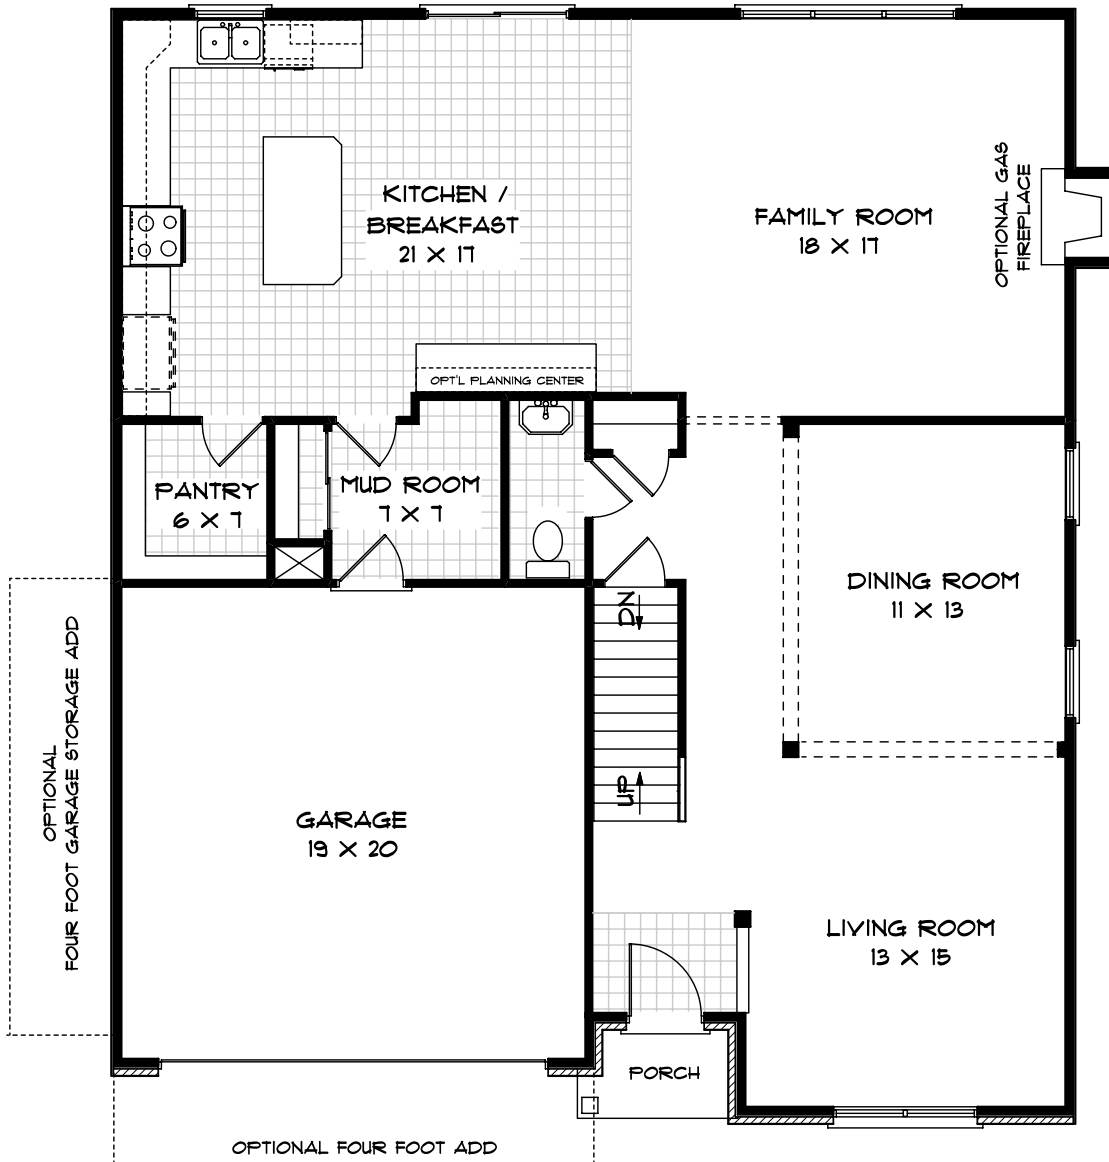 KITCHEN /
BREAKFAST
21 X 17
FAMILY ROOM
18 X 17
OPTIONAL GAS
FIREPLACE
OPT'L PLANNING CENTER
PANTRY
6 X 7
MUD ROOM
7 X 7
DINING ROOM
11 X 13
DN
UP
OPTIONAL
FOUR FOOT GARAGE STORAGE ADD
GARAGE
19 X 20
LIVING ROOM
13 X 15
PORCH
OPTIONAL FOUR FOOT ADD